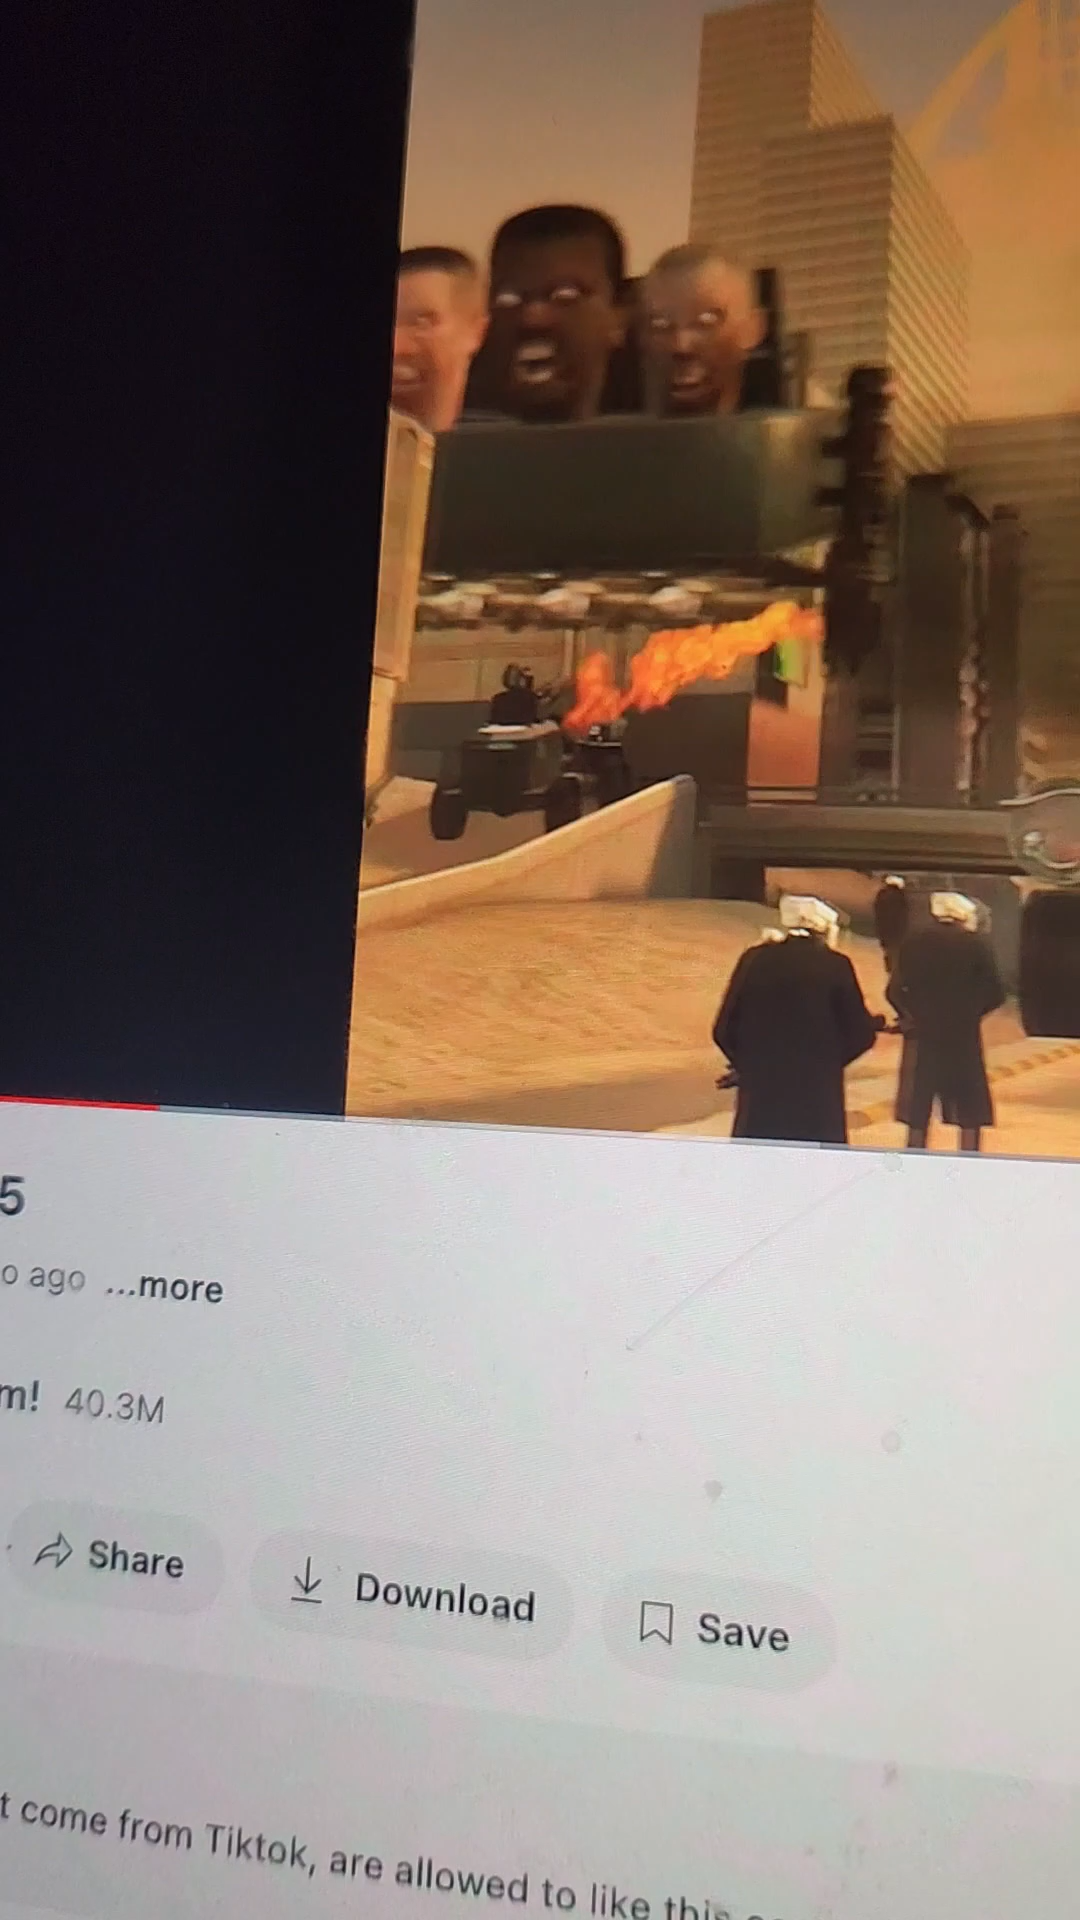 5
o ago ...more
m! 40.3M
Share
Download
Save
t come from Tiktok, are allowed to like this